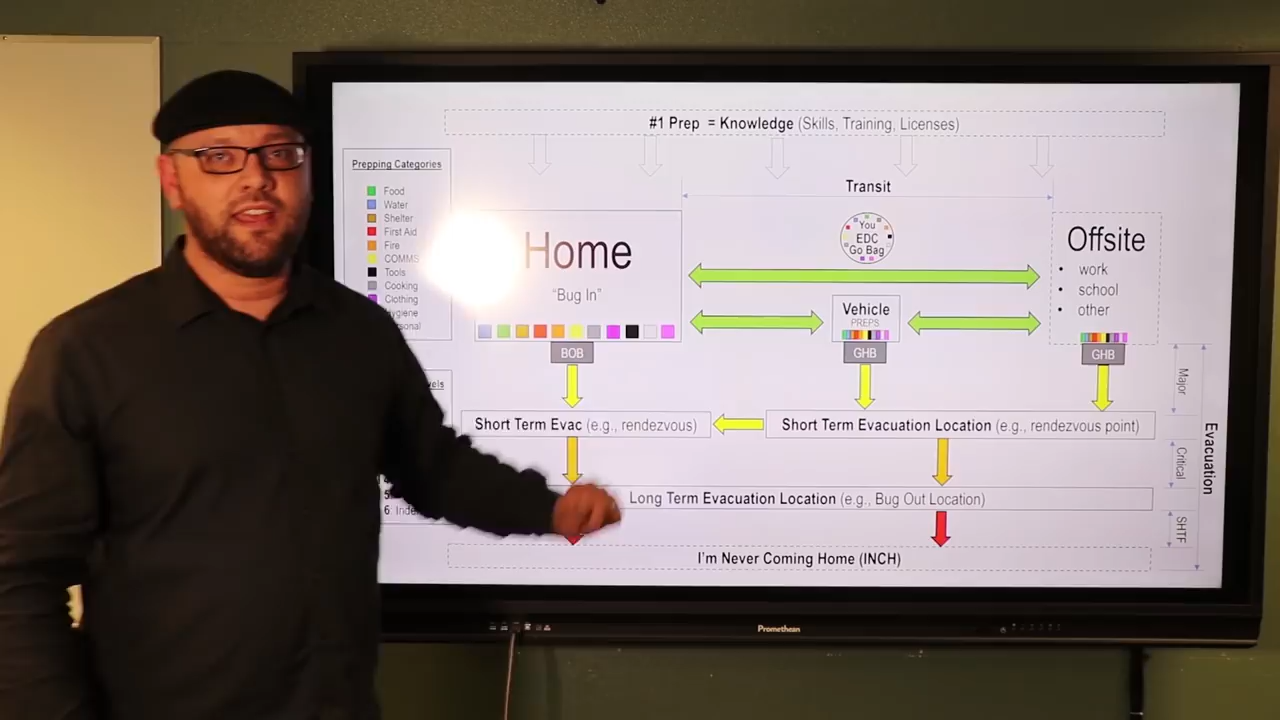 #1 Prep = Knowledge (Skills, Training, Licenses)
Prepping Categories
Food
Water
Shelter
First Aid
Fire
COMMS
Tools
Cooking
Clothing
Transit
Home
"Bug In"
You
EDC
Go Bag
Offsite
• work
• school
• other
Vehicle
PREPS
BOB
GHB
GHB
Short Term Evac (e.g., rendezvous)
Short Term Evacuation Location (e.g., rendezvous point)
Long Term Evacuation Location (e.g., Bug Out Location)
I'm Never Coming Home (INCH)
Major
Critical
SHTF
Evacuation
Promethean